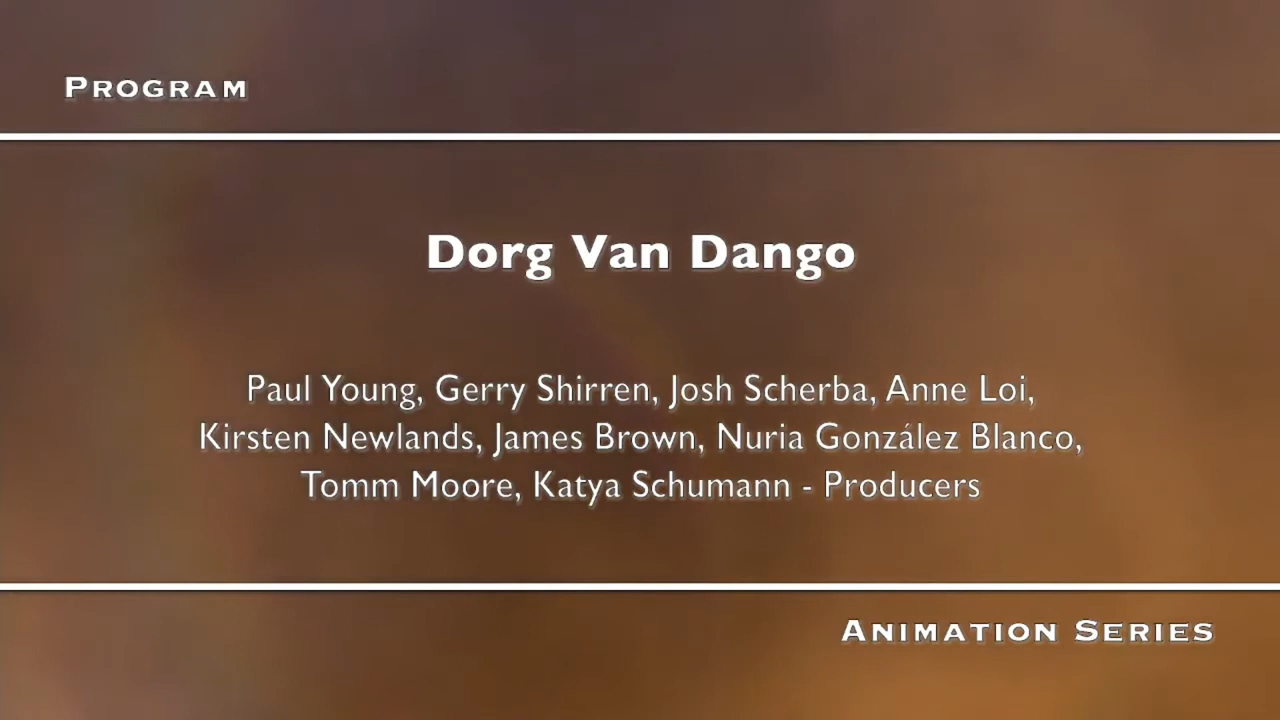 PROGRAM
Dorg Van Dango
Paul Young, Gerry Shirren, Josh Scherba, Anne Loi,
Kirsten Newlands, James Brown, Nuria González Blanco,
Tomm Moore, Katya Schumann - Producers
ANIMATION SERIES